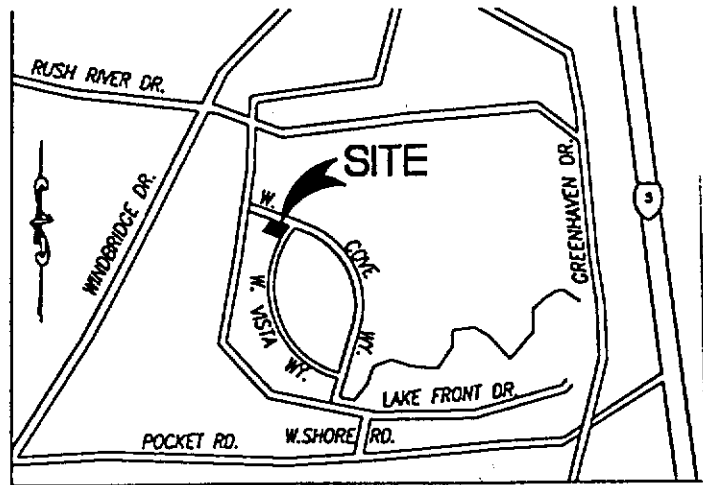 RUSH RIVER DR.
SITE
WINDBRIDGE DR.
GREENHAVEN DR.
W. COVE WY.
W. VISTA WY.
LAKE FRONT DR.
POCKET RD.
W. SHORE RD.